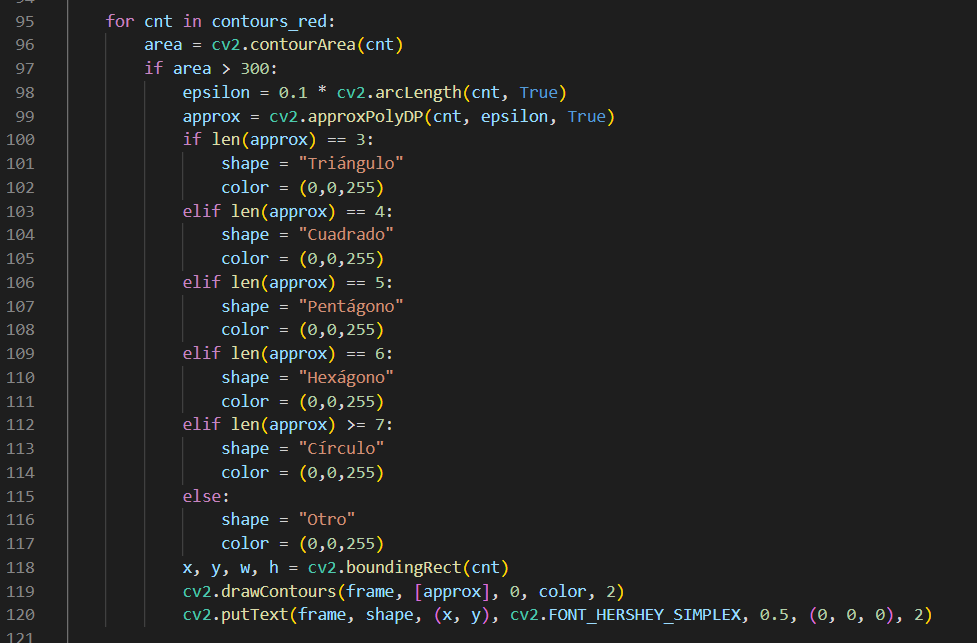 95 for cnt in contours_red:
96 area = cv2.contourArea(cnt)
97 if area > 300:
98 epsilon = 0.1 * cv2.arcLength(cnt, True)
99 approx = cv2.approxPolyDP(cnt, epsilon, True)
100 if len(approx) == 3:
101 shape = "Triángulo"
102 color = (0,0,255)
103 elif len(approx) == 4:
104 shape = "Cuadrado"
105 color = (0,0,255)
106 elif len(approx) == 5:
107 shape = "Pentágono"
108 color = (0,0,255)
109 elif len(approx) == 6:
110 shape = "Hexágono"
111 color = (0,0,255)
112 elif len(approx) >= 7:
113 shape = "Círculo"
114 color = (0,0,255)
115 else:
116 shape = "Otro"
117 color = (0,0,255)
118 x, y, w, h = cv2.boundingRect(cnt)
119 cv2.drawContours(frame, [approx], 0, color, 2)
120 cv2.putText(frame, shape, (x, y), cv2.FONT_HERSHEY_SIMPLEX, 0.5, (0, 0, 0), 2)
121